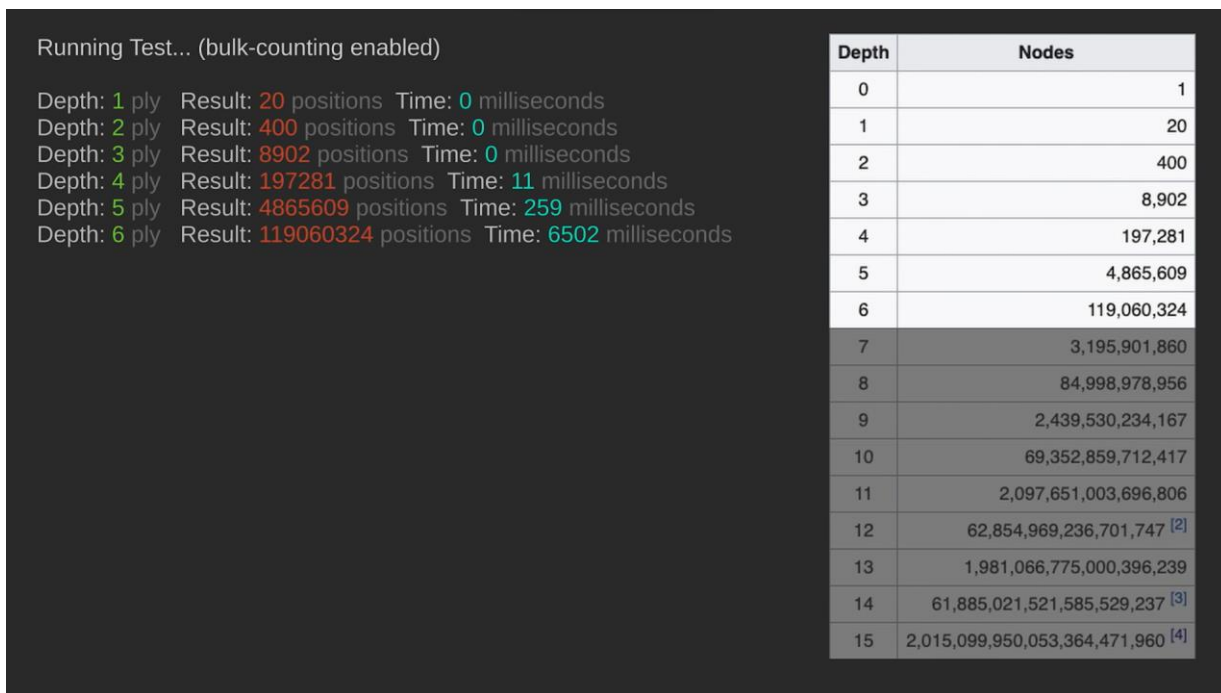 Running Test... (bulk-counting enabled)
Depth: 1 ply Result: 20 positions Time: 0 milliseconds
Depth: 2 ply Result: 400 positions Time: 0 milliseconds
Depth: 3 ply Result: 8902 positions Time: 0 milliseconds
Depth: 4 ply Result: 197281 positions Time: 11 milliseconds
Depth: 5 ply Result: 4865609 positions Time: 259 milliseconds
Depth: 6 ply Result: 119060324 positions Time: 6502 milliseconds
Depth Nodes
0 1
1 20
2 400
3 8,902
4 197,281
5 4,865,609
6 119,060,324
7 3,195,901,860
8 84,998,978,956
9 2,439,530,234,167
10 69,352,859,712,417
11 2,097,651,003,696,806
12 62,854,969,236,701,747 [2]
13 1,981,066,775,000,396,239
14 61,885,021,521,585,529,237 [3]
15 2,015,099,950,053,364,471,960 [4]